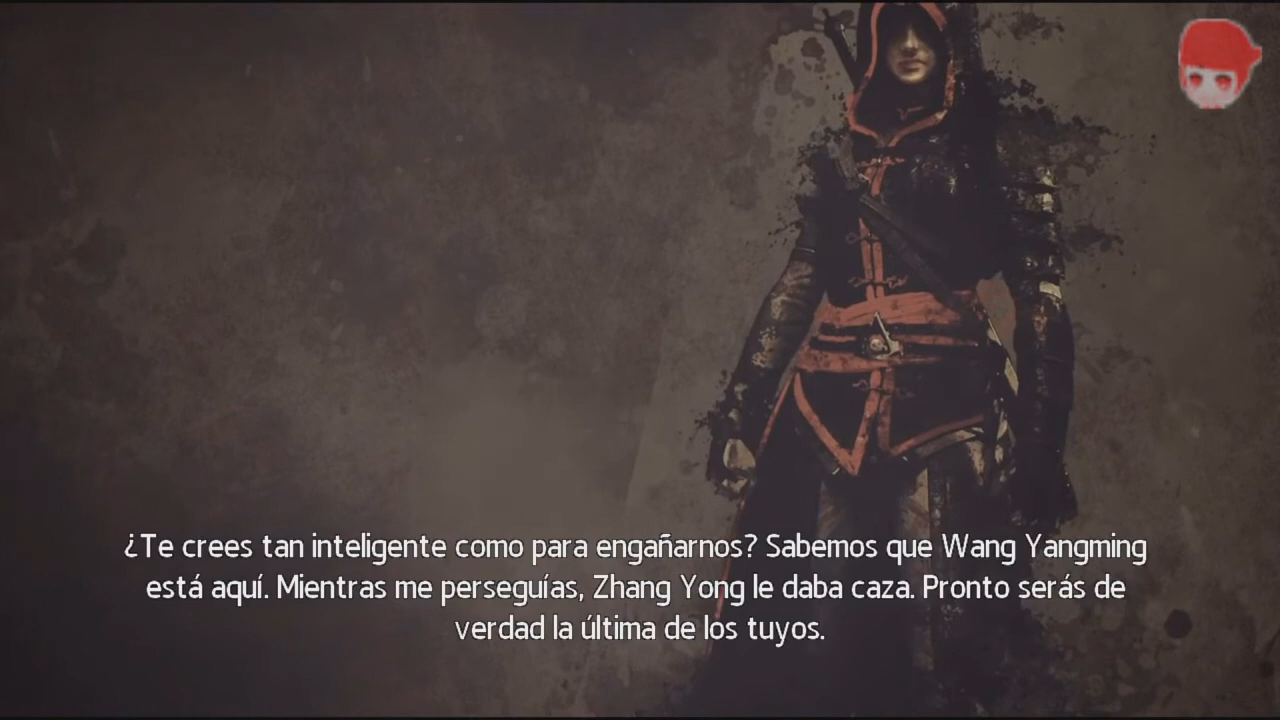 ¿Te crees tan inteligente como para engañarnos? Sabemos que Wang Yangming
está aquí. Mientras me perseguías, Zhang Yong le daba caza. Pronto serás de
verdad la última de los tuyos.